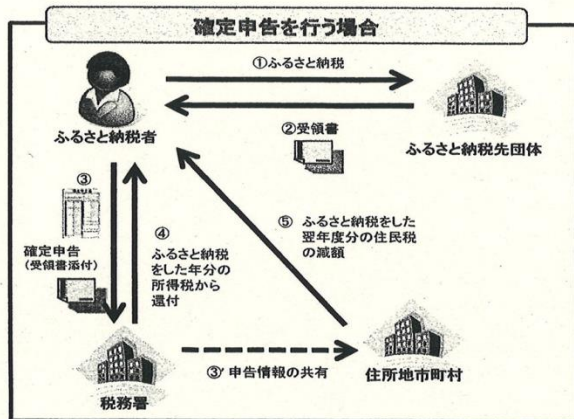 確定申告を行う場合
①ふるさと納税
②受領書
ふるさと納税者
ふるさと納税先団体
③
確定申告
(受領書添付)
④
ふるさと納税
をした年分の
所得税から
還付
⑤ ふるさと納税をした
翌年度分の住民税
の減額
③' 申告情報の共有
税務署
住所地市町村